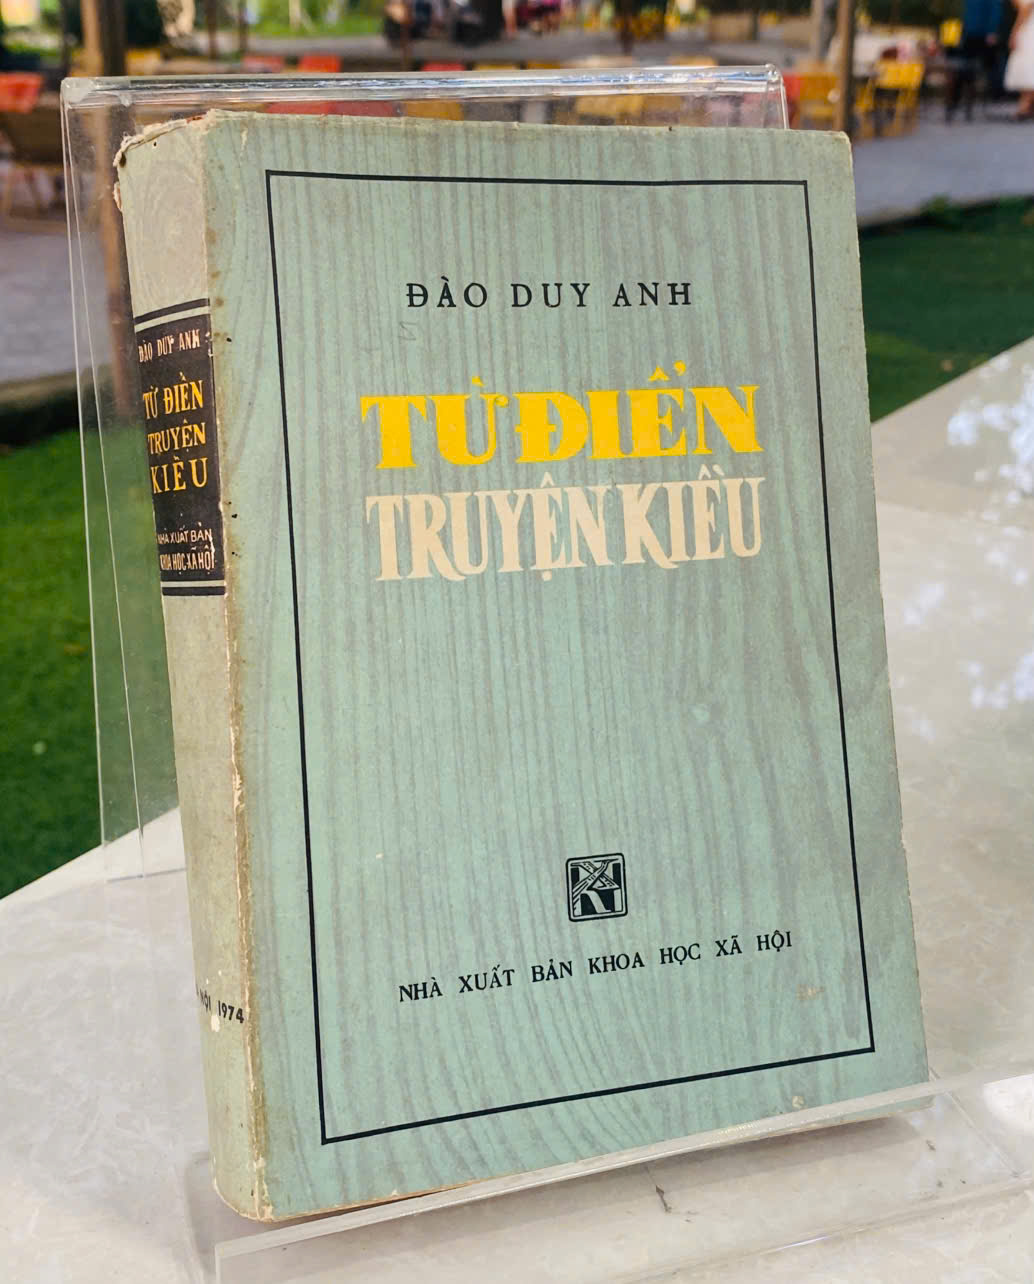 ĐÀO DUY ANH
TỪ ĐIỂN
TRUYỆN KIỀU
NHÀ XUẤT BẢN KHOA HỌC XÃ HỘI
ĐÀO DUY ANH
TỪ ĐIỂN
TRUYỆN
KIỀU
NHÀ XUẤT BẢN
KHOA HỌC XÃ HỘI
NỘI 1974